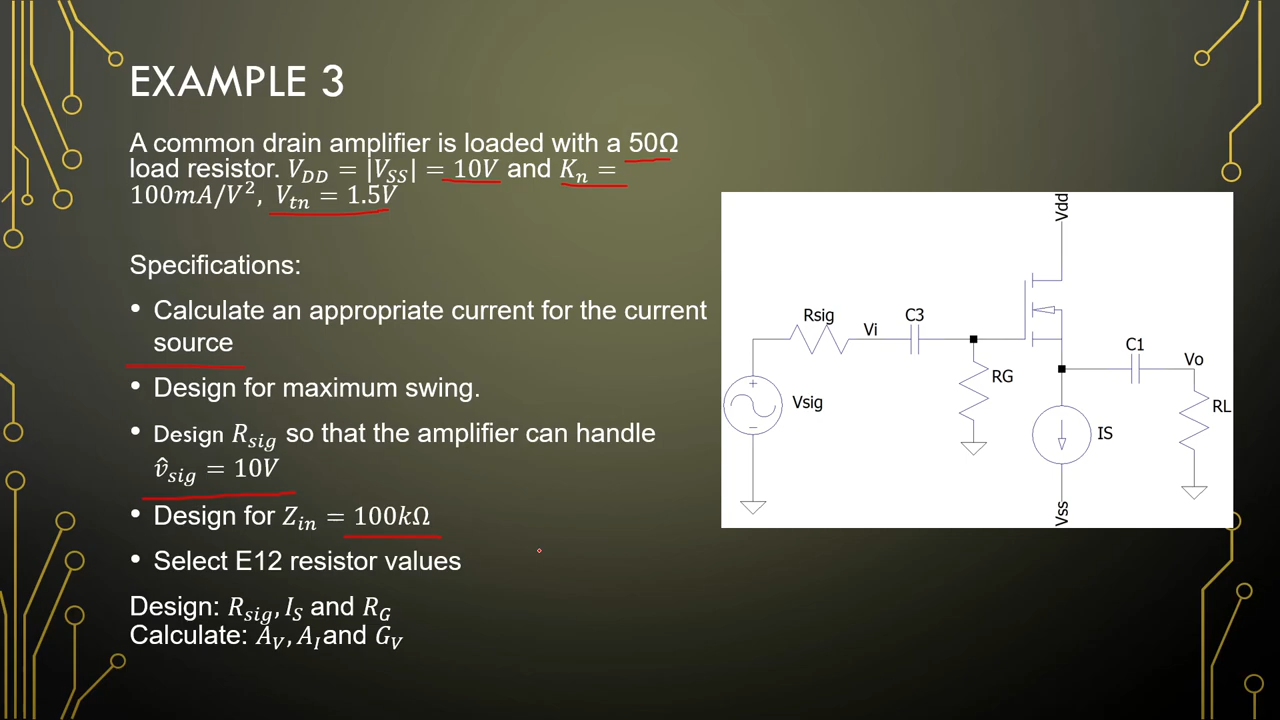 EXAMPLE 3
A common drain amplifier is loaded with a 50Ω
load resistor. V_DD = |V_SS| = 10V and K_n =
100mA/V², V_tn = 1.5V
Specifications:
• Calculate an appropriate current for the current
source
• Design for maximum swing.
• Design R_sig so that the amplifier can handle
v̂_sig = 10V
• Design for Z_in = 100kΩ
• Select E12 resistor values
Design: R_sig, I_S and R_G
Calculate: A_V, A_I and G_V
Vdd
Rsig
Vi
C3
RG
Vsig
C1
Vo
RL
IS
Vss